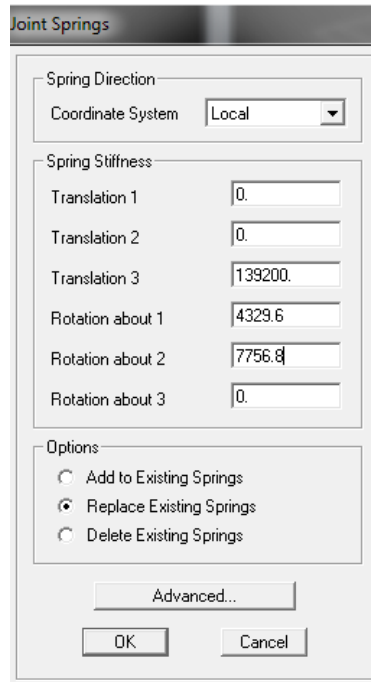 Joint Springs
Spring Direction
Coordinate System Local
Spring Stiffness
Translation 1 0.
Translation 2 0.
Translation 3 139200.
Rotation about 1 4329.6
Rotation about 2 7756.8
Rotation about 3 0.
Options
Add to Existing Springs
Replace Existing Springs
Delete Existing Springs
Advanced...
OK Cancel